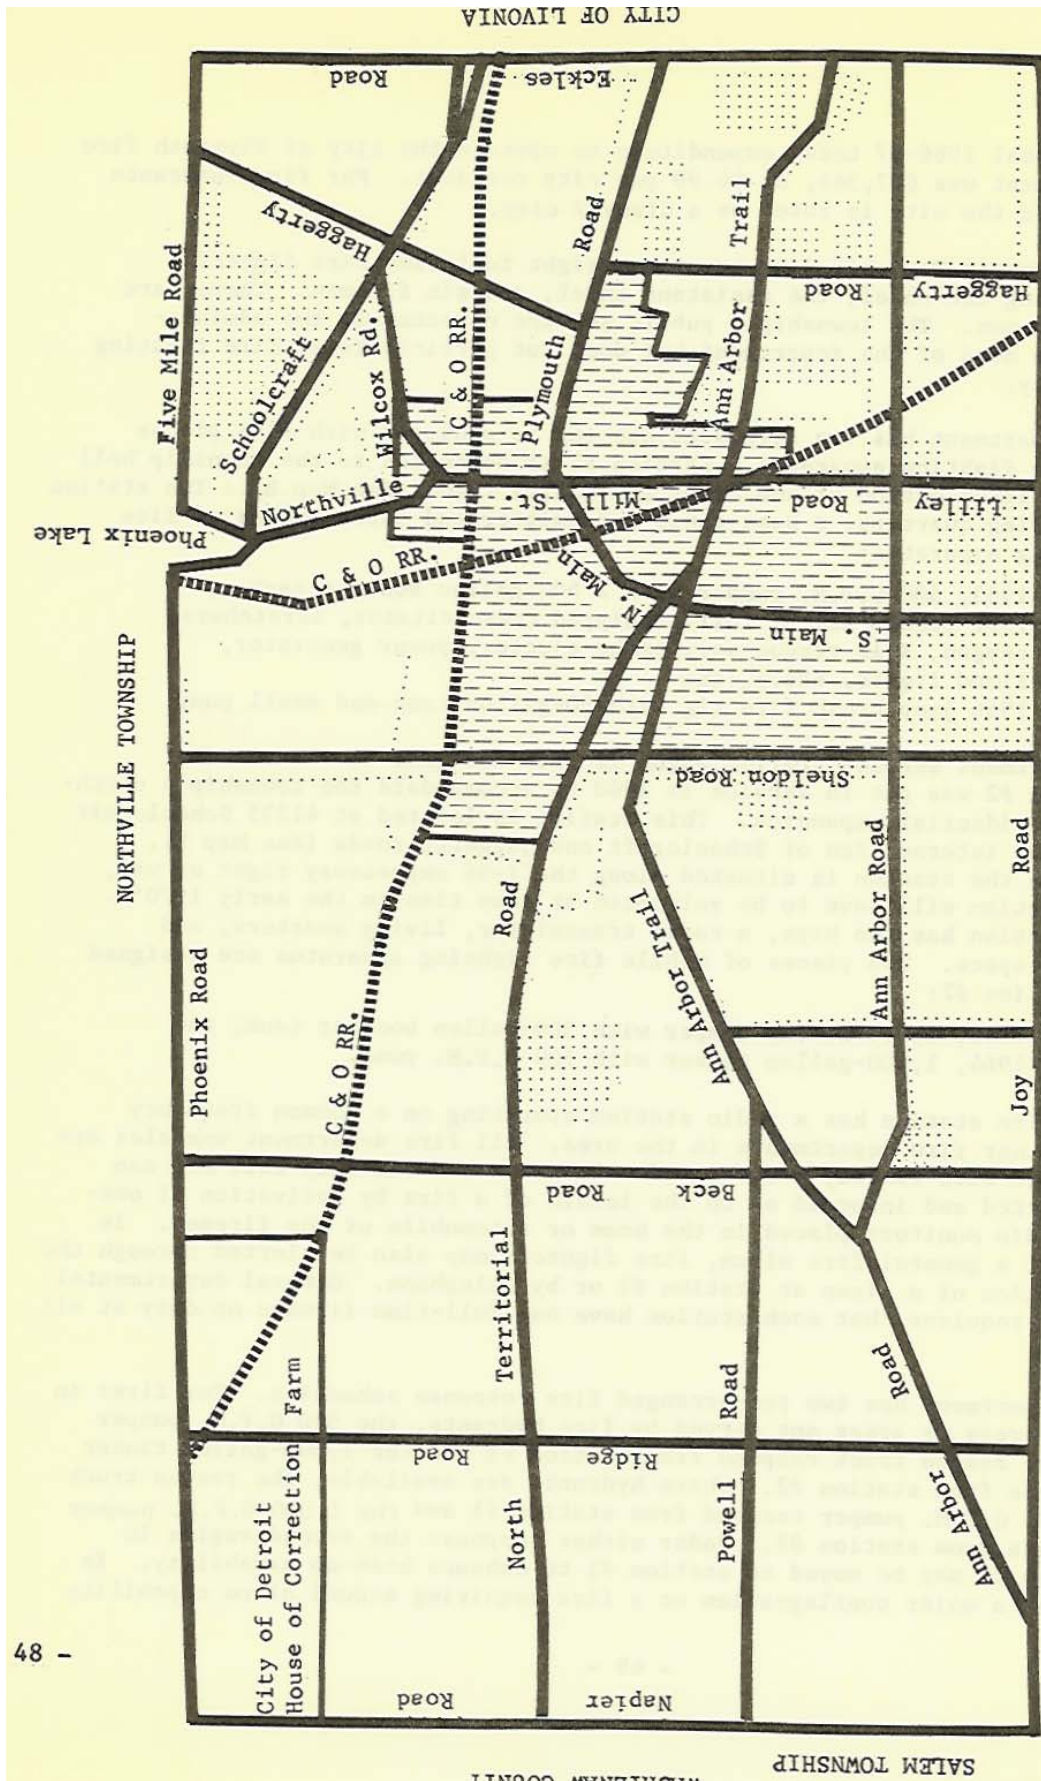 CITY OF LIVONIA
Eckles
Road
Five Mile Road
Haggerty
Schoolcraft
Wilcox Rd.
C & O RR.
Plymouth
Road
Ann Arbor
Trail
Haggerty
Road
Northville
Phoenix Lake
C & O RR.
Mill
St.
Lilley
Road
N. Main
S. Main
NORTHVILLE TOWNSHIP
Sheldon Road
Phoenix Road
C & O RR.
Road
Ann Arbor Trail
Ann Arbor Road
Joy
Road
Beck
Road
City of Detroit
House of Correction Farm
North
Territorial
Ridge
Road
Powell
Road
Ann Arbor
Road
Napier
Road
48 -
SALEM TOWNSHIP